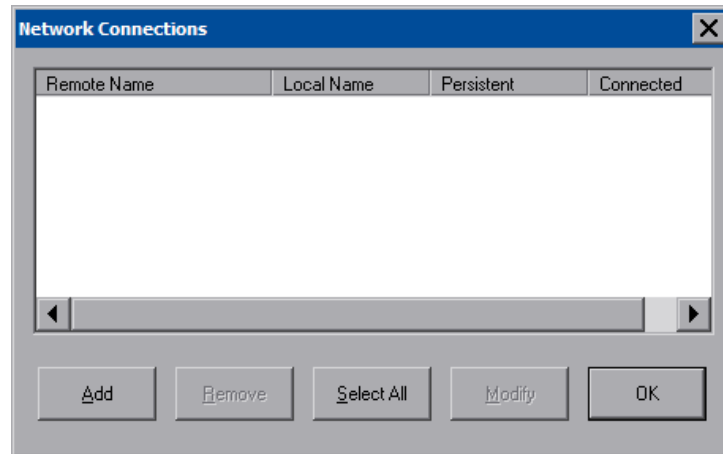 Network Connections
Remote Name Local Name Persistent Connected
Add Remove Select All Modify OK